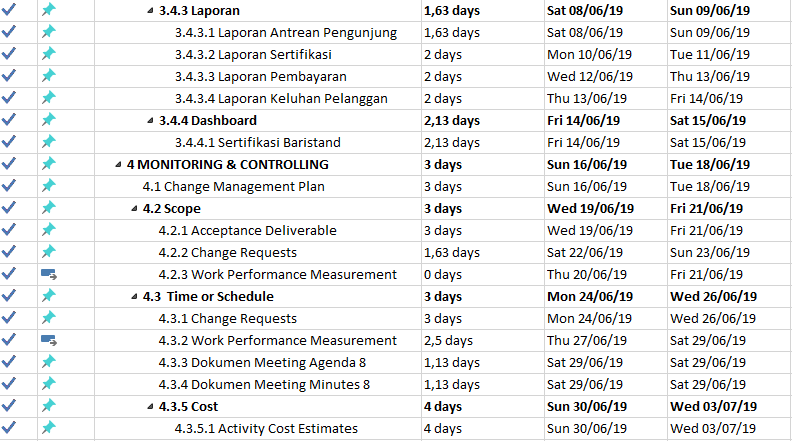 3.4.3 Laporan 1,63 days Sat 08/06/19 Sun 09/06/19
3.4.3.1 Laporan Antrean Pengunjung 1,63 days Sat 08/06/19 Sun 09/06/19
3.4.3.2 Laporan Sertifikasi 2 days Mon 10/06/19 Tue 11/06/19
3.4.3.3 Laporan Pembayaran 2 days Wed 12/06/19 Thu 13/06/19
3.4.3.4 Laporan Keluhan Pelanggan 2 days Thu 13/06/19 Fri 14/06/19
3.4.4 Dashboard 2,13 days Fri 14/06/19 Sat 15/06/19
3.4.4.1 Sertifikasi Baristand 2,13 days Fri 14/06/19 Sat 15/06/19
4 MONITORING & CONTROLLING 3 days Sun 16/06/19 Tue 18/06/19
4.1 Change Management Plan 3 days Sun 16/06/19 Tue 18/06/19
4.2 Scope 3 days Wed 19/06/19 Fri 21/06/19
4.2.1 Acceptance Deliverable 3 days Wed 19/06/19 Fri 21/06/19
4.2.2 Change Requests 1,63 days Sat 22/06/19 Sun 23/06/19
4.2.3 Work Performance Measurement 0 days Thu 20/06/19 Fri 21/06/19
4.3 Time or Schedule 3 days Mon 24/06/19 Wed 26/06/19
4.3.1 Change Requests 3 days Mon 24/06/19 Wed 26/06/19
4.3.2 Work Performance Measurement 2,5 days Thu 27/06/19 Sat 29/06/19
4.3.3 Dokumen Meeting Agenda 8 1,13 days Sat 29/06/19 Sat 29/06/19
4.3.4 Dokumen Meeting Minutes 8 1,13 days Sat 29/06/19 Sat 29/06/19
4.3.5 Cost 4 days Sun 30/06/19 Wed 03/07/19
4.3.5.1 Activity Cost Estimates 4 days Sun 30/06/19 Wed 03/07/19